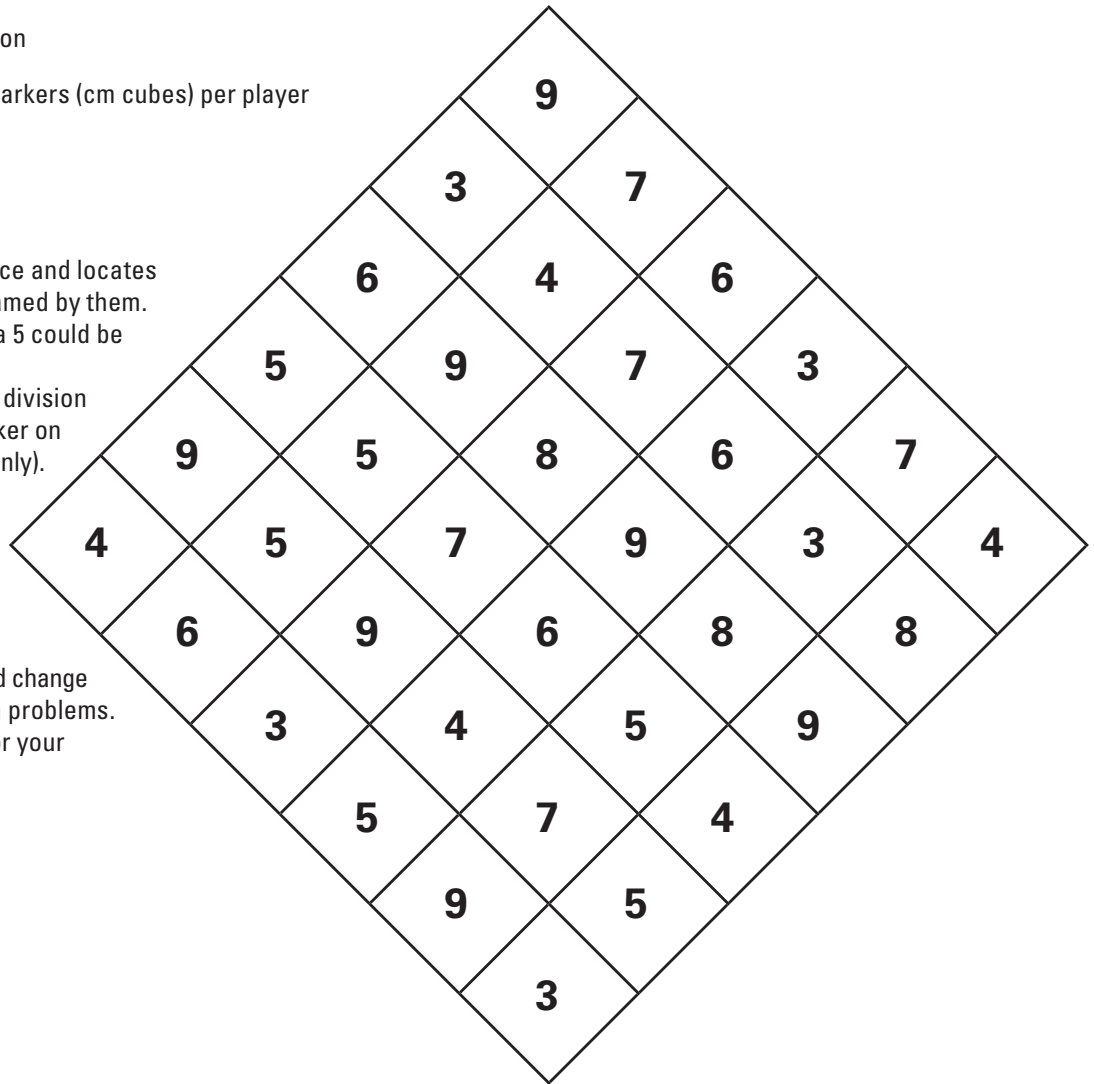 on
arkers (cm cubes) per player
ce and locates
amed by them.
a 5 could be
division
ker on
nly).
d change
problems.
or your
9
3 7
6 4 6
5 9 7 3
9 5 8 6 7
4 5 7 9 3 4
6 9 6 8 8
3 4 5 9
5 7 4
9 5
3